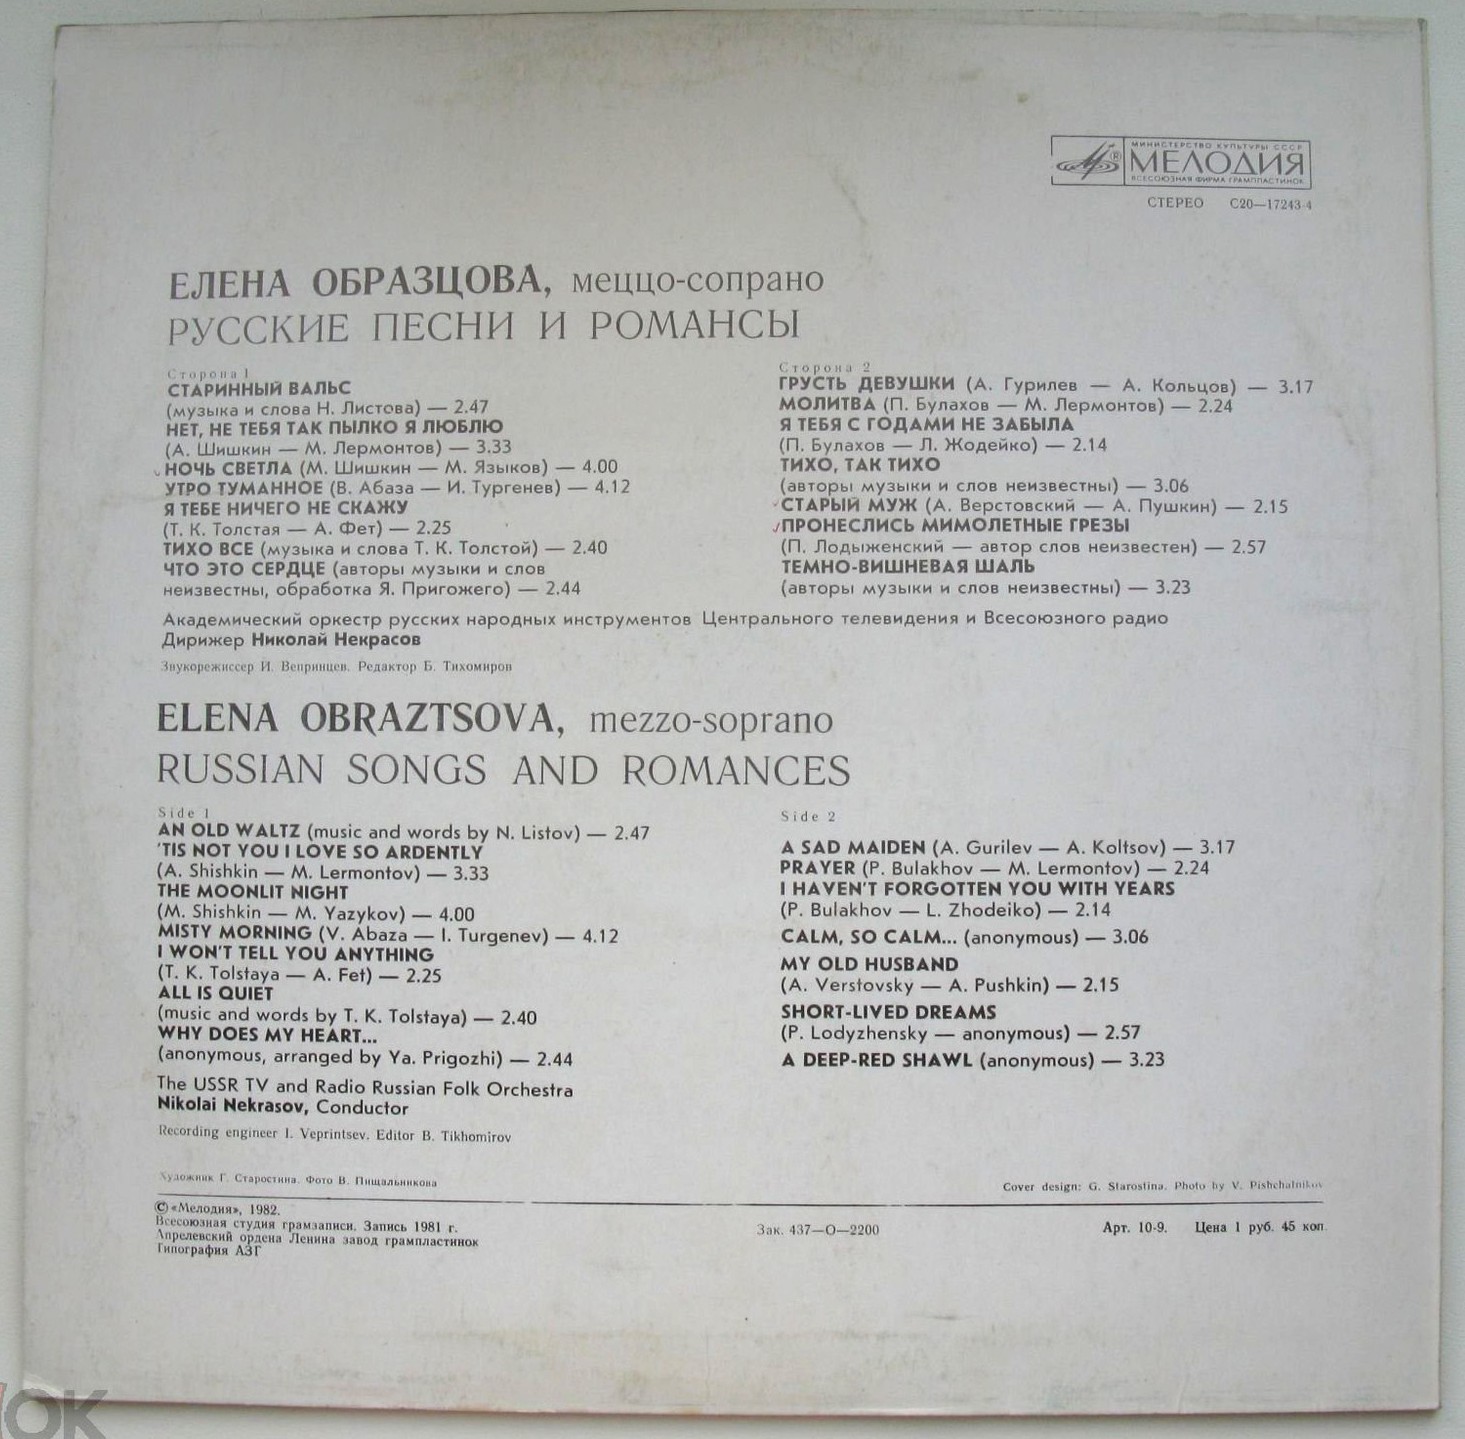 МИНИСТЕРСТВО КУЛЬТУРЫ СССР
МЕЛОДИЯ
ВСЕСОЮЗНАЯ ФИРМА ГРАМПЛАСТИНОК
СТЕРЕО С20—17243-4
ЕЛЕНА ОБРАЗЦОВА, меццо-сопрано
РУССКИЕ ПЕСНИ И РОМАНСЫ
Сторона 1
СТАРИННЫЙ ВАЛЬС
(музыка и слова Н. Листова) — 2.47
НЕТ, НЕ ТЕБЯ ТАК ПЫЛКО Я ЛЮБЛЮ
(А. Шишкин — М. Лермонтов) — 3.33
НОЧЬ СВЕТЛА (М. Шишкин — М. Языков) — 4.00
УТРО ТУМАННОЕ (В. Абаза — И. Тургенев) — 4.12
Я ТЕБЕ НИЧЕГО НЕ СКАЖУ
(Т. К. Толстая — А. Фет) — 2.25
ТИХО ВСЕ (музыка и слова Т. К. Толстой) — 2.40
ЧТО ЭТО СЕРДЦЕ (авторы музыки и слов
неизвестны, обработка Я. Пригожего) — 2.44
Сторона 2
ГРУСТЬ ДЕВУШКИ (А. Гурилев — А. Кольцов) — 3.17
МОЛИТВА (П. Булахов — М. Лермонтов) — 2.24
Я ТЕБЯ С ГОДАМИ НЕ ЗАБЫЛА
(П. Булахов — Л. Жодейко) — 2.14
ТИХО, ТАК ТИХО
(авторы музыки и слов неизвестны) — 3.06
СТАРЫЙ МУЖ (А. Верстовский — А. Пушкин) — 2.15
ПРОНЕСЛИСЬ МИМОЛЕТНЫЕ ГРЕЗЫ
(П. Лодыженский — автор слов неизвестен) — 2.57
ТЕМНО-ВИШНЕВАЯ ШАЛЬ
(авторы музыки и слов неизвестны) — 3.23
Академический оркестр русских народных инструментов Центрального телевидения и Всесоюзного радио
Дирижер Николай Некрасов
Звукорежиссер И. Вепринцев. Редактор Б. Тихомиров
ELENA OBRAZTSOVA, mezzo-soprano
RUSSIAN SONGS AND ROMANCES
Side 1
AN OLD WALTZ (music and words by N. Listov) — 2.47
'TIS NOT YOU I LOVE SO ARDENTLY
(A. Shishkin — M. Lermontov) — 3.33
THE MOONLIT NIGHT
(M. Shishkin — M. Yazykov) — 4.00
MISTY MORNING (V. Abaza — I. Turgenev) — 4.12
I WON'T TELL YOU ANYTHING
(T. K. Tolstaya — A. Fet) — 2.25
ALL IS QUIET
(music and words by T. K. Tolstaya) — 2.40
WHY DOES MY HEART...
(anonymous, arranged by Ya. Prigozhi) — 2.44
The USSR TV and Radio Russian Folk Orchestra
Nikolai Nekrasov, Conductor
Recording engineer I. Veprintsev. Editor B. Tikhomirov
Side 2
A SAD MAIDEN (A. Gurilev — A. Koltsov) — 3.17
PRAYER (P. Bulakhov — M. Lermontov) — 2.24
I HAVEN'T FORGOTTEN YOU WITH YEARS
(P. Bulakhov — L. Zhodeiko) — 2.14
CALM, SO CALM... (anonymous) — 3.06
MY OLD HUSBAND
(A. Verstovsky — A. Pushkin) — 2.15
SHORT-LIVED DREAMS
(P. Lodyzhensky — anonymous) — 2.57
A DEEP-RED SHAWL (anonymous) — 3.23
Художник Г. Старостина. Фото В. Пищальникова
Cover design: G. Starostina. Photo by V. Pishchalnikov
© «Мелодия», 1982.
Всесоюзная студия грамзаписи. Запись 1981 г.
Апрелевский ордена Ленина завод грампластинок
Типография АЗГ
Зак. 437—О—2200
Арт. 10-9. Цена 1 руб. 45 коп.
ОК